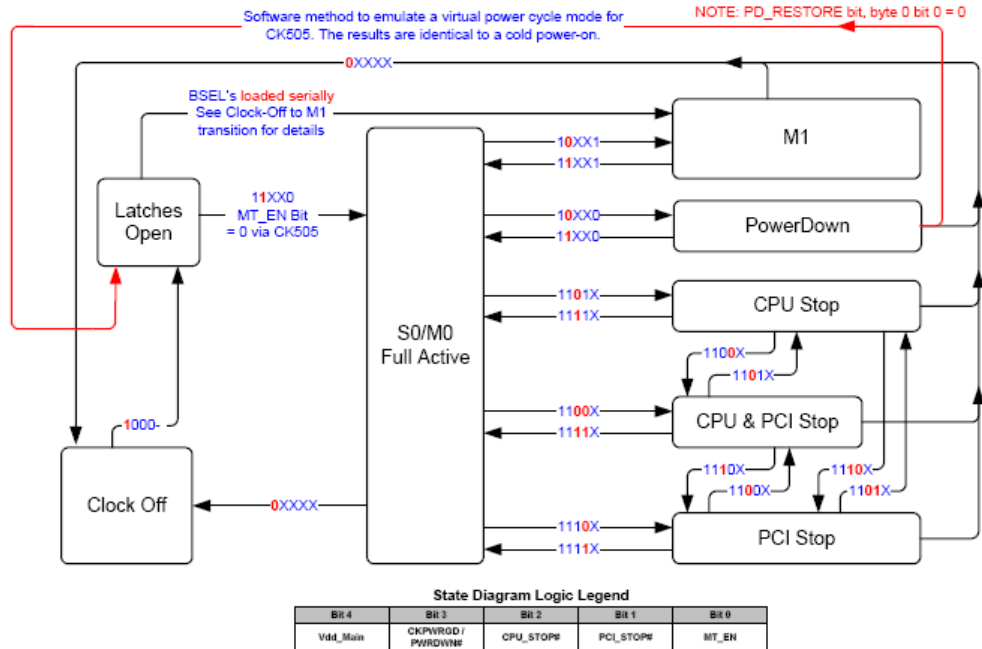 Software method to emulate a virtual power cycle mode for
CK505. The results are identical to a cold power-on.
NOTE: PD_RESTORE bit, byte 0 bit 0 = 0
0XXXX
BSEL's loaded serially
See Clock-Off to M1
transition for details
M1
10XX1
11XX1
Latches
Open
11XX0
MT_EN Bit
= 0 via CK505
10XX0
11XX0
PowerDown
S0/M0
Full Active
1101X
1111X
CPU Stop
1100X
1101X
1100X
1111X
CPU & PCI Stop
1000-
Clock Off
0XXXX
1110X
1100X
1110X
1101X
1110X
1111X
PCI Stop
State Diagram Logic Legend
Bit 4 Bit 3 Bit 2 Bit 1 Bit 0
Vdd_Main CKPWRGD / PWRDWN# CPU_STOP# PCI_STOP# MT_EN